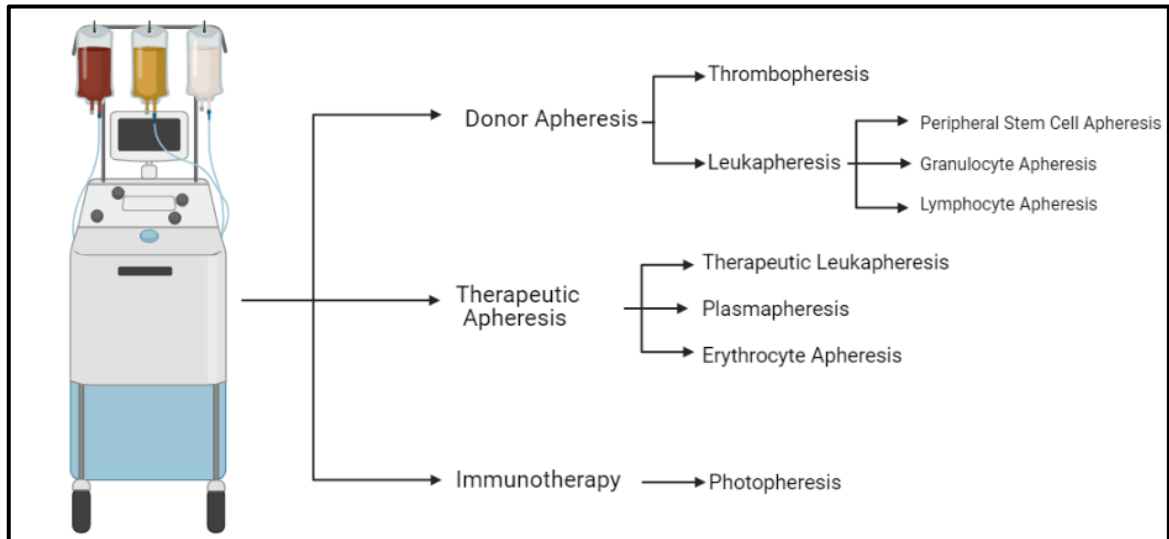 Donor Apheresis
Thrombopheresis
Leukapheresis
Peripheral Stem Cell Apheresis
Granulocyte Apheresis
Lymphocyte Apheresis
Therapeutic
Apheresis
Therapeutic Leukapheresis
Plasmapheresis
Erythrocyte Apheresis
Immunotherapy
Photopheresis